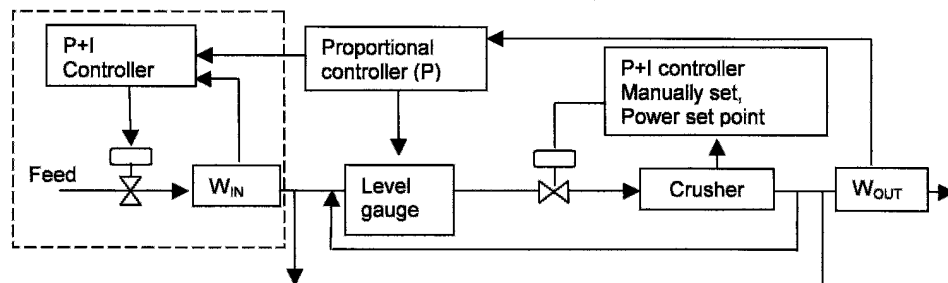 P+I
Controller
Proportional
controller (P)
P+I controller
Manually set,
Power set point
Feed
W_IN
Level
gauge
Crusher
W_OUT